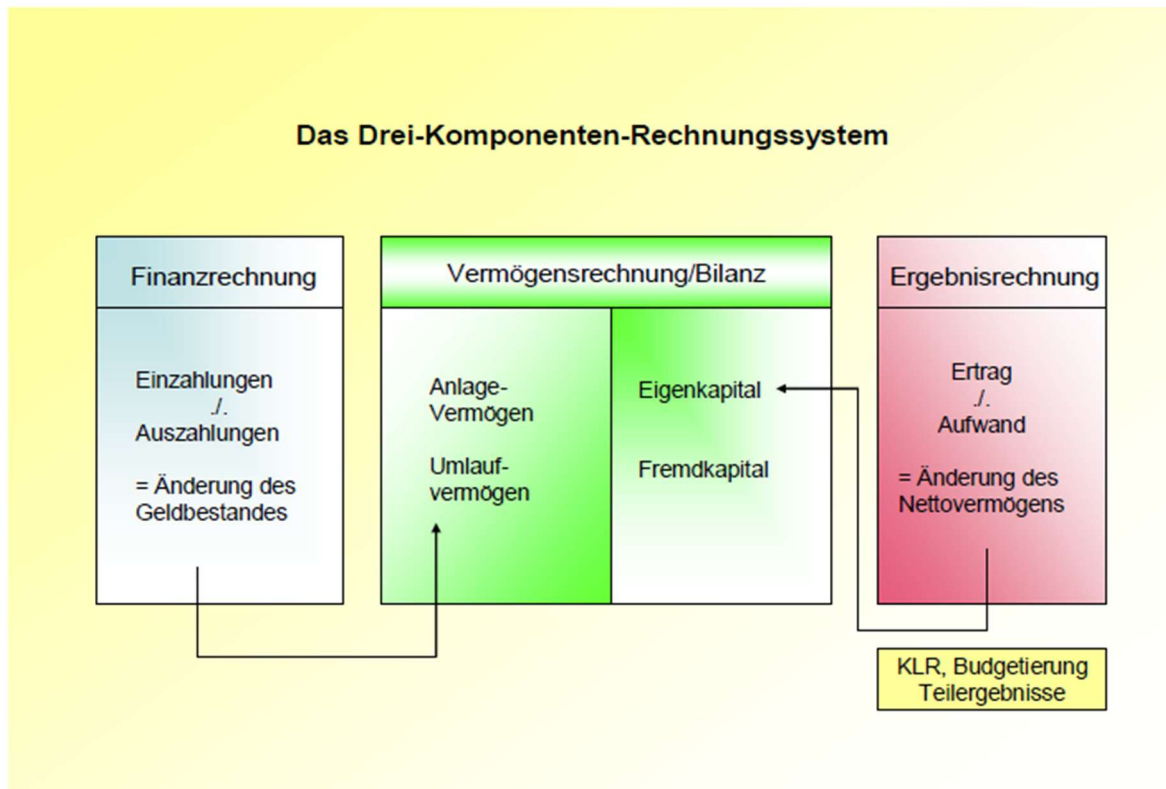 Das Drei-Komponenten-Rechnungssystem
Finanzrechnung
Einzahlungen
./.
Auszahlungen
= Änderung des
Geldbestandes
Vermögensrechnung/Bilanz
Anlage-
Vermögen
Umlauf-
vermögen
Eigenkapital
Fremdkapital
Ergebnisrechnung
Ertrag
./.
Aufwand
= Änderung des
Nettovermögens
KLR, Budgetierung
Teilergebnisse